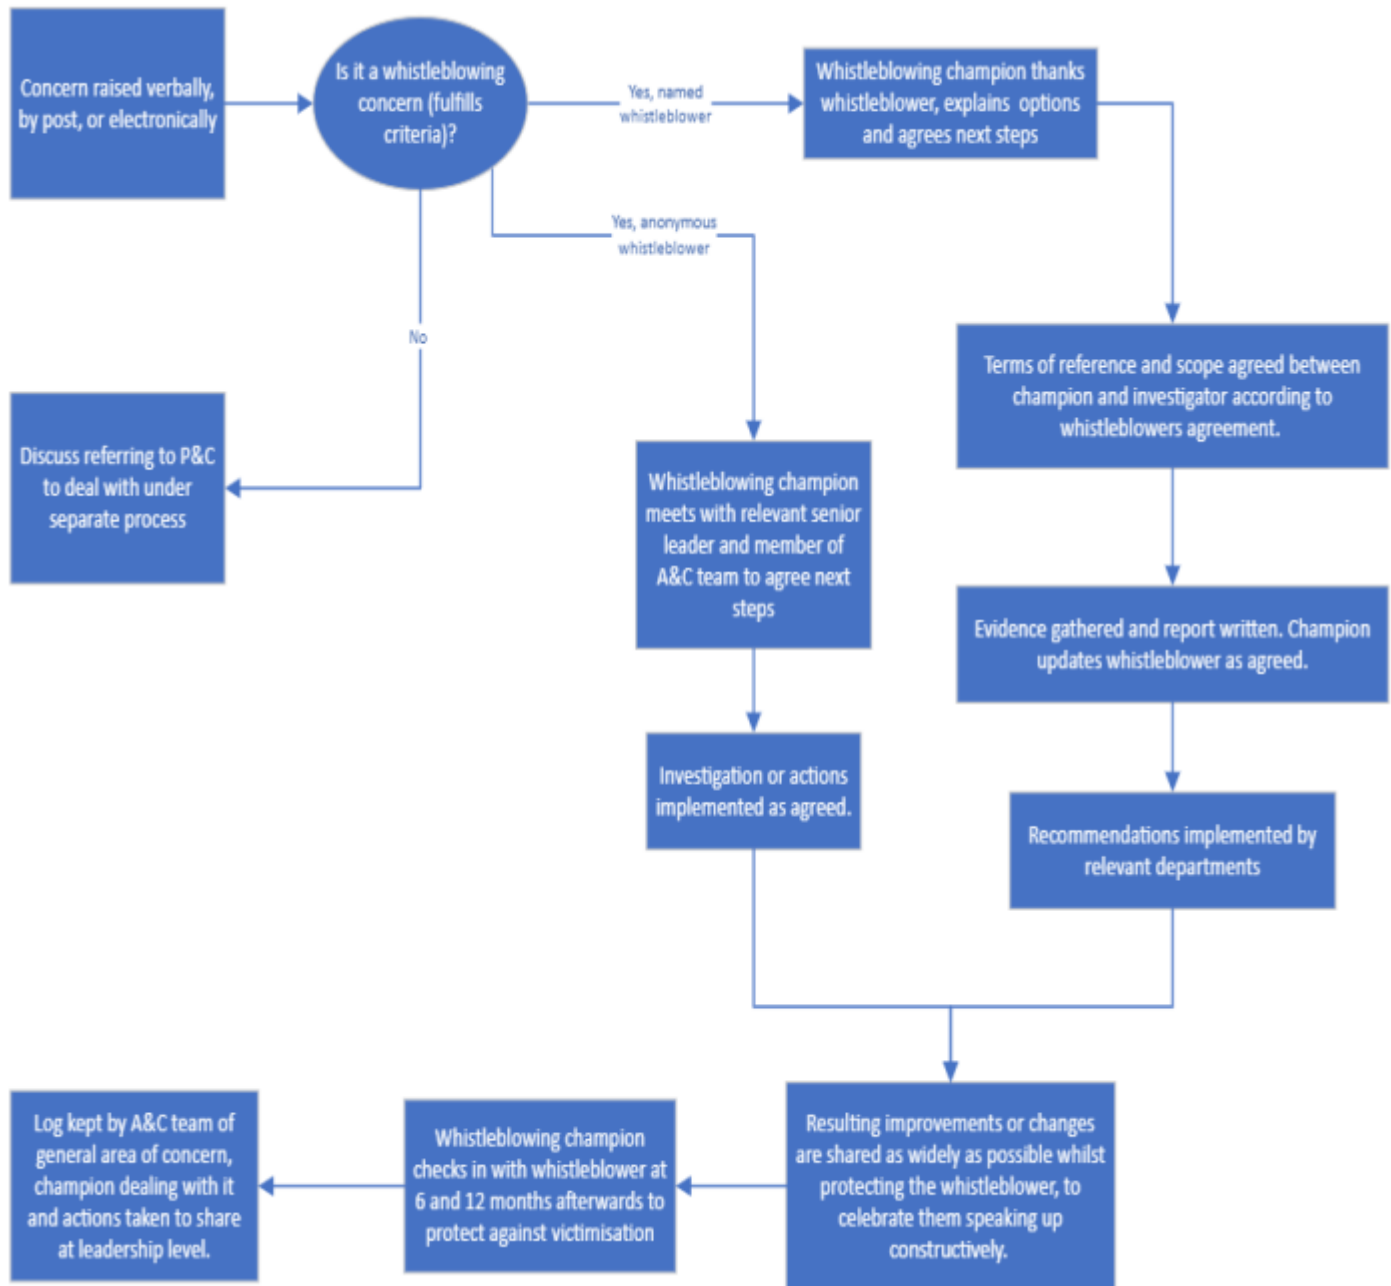 Concern raised verbally,
by post, or electronically
Is it a whistleblowing
concern (fulfills
criteria)?
Yes, named
whistleblower
Whistleblowing champion thanks
whistleblower, explains options
and agrees next steps
Yes, anonymous
whistleblower
No
Terms of reference and scope agreed between
champion and investigator according to
whistleblowers agreement.
Discuss referring to P&C
to deal with under
separate process
Whistleblowing champion
meets with relevant senior
leader and member of
A&C team to agree next
steps
Evidence gathered and report written. Champion
updates whistleblower as agreed.
Investigation or actions
implemented as agreed.
Recommendations implemented by
relevant departments
Log kept by A&C team of
general area of concern,
champion dealing with it
and actions taken to share
at leadership level.
Whistleblowing champion
checks in with whistleblower at
6 and 12 months afterwards to
protect against victimisation
Resulting improvements or changes
are shared as widely as possible whilst
protecting the whistleblower, to
celebrate them speaking up
constructively.